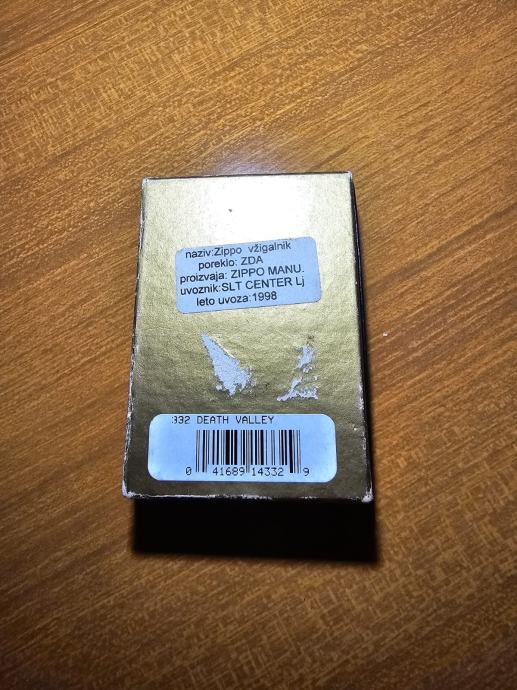 naziv:Zippo vžigalnik
poreklo: ZDA
proizvaja: ZIPPO MANU.
uvoznik:SLT CENTER Lj
leto uvoza:1998
332 DEATH VALLEY
0 41689 14332 9